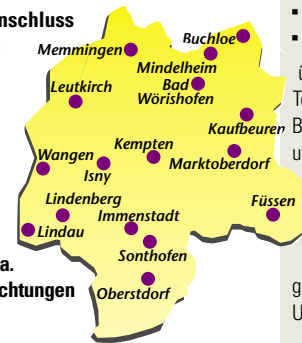 nschluss
Buchloe
Memmingen
Mindelheim
Bad
Wörishofen
Leutkirch
Kaufbeuren
Kempten
Marktoberdorf
Wangen
Isny
Lindenberg
Immenstadt
Füssen
Lindau
Sonthofen
Oberstdorf
a.
chtungen
ü
T
B
u
g
U